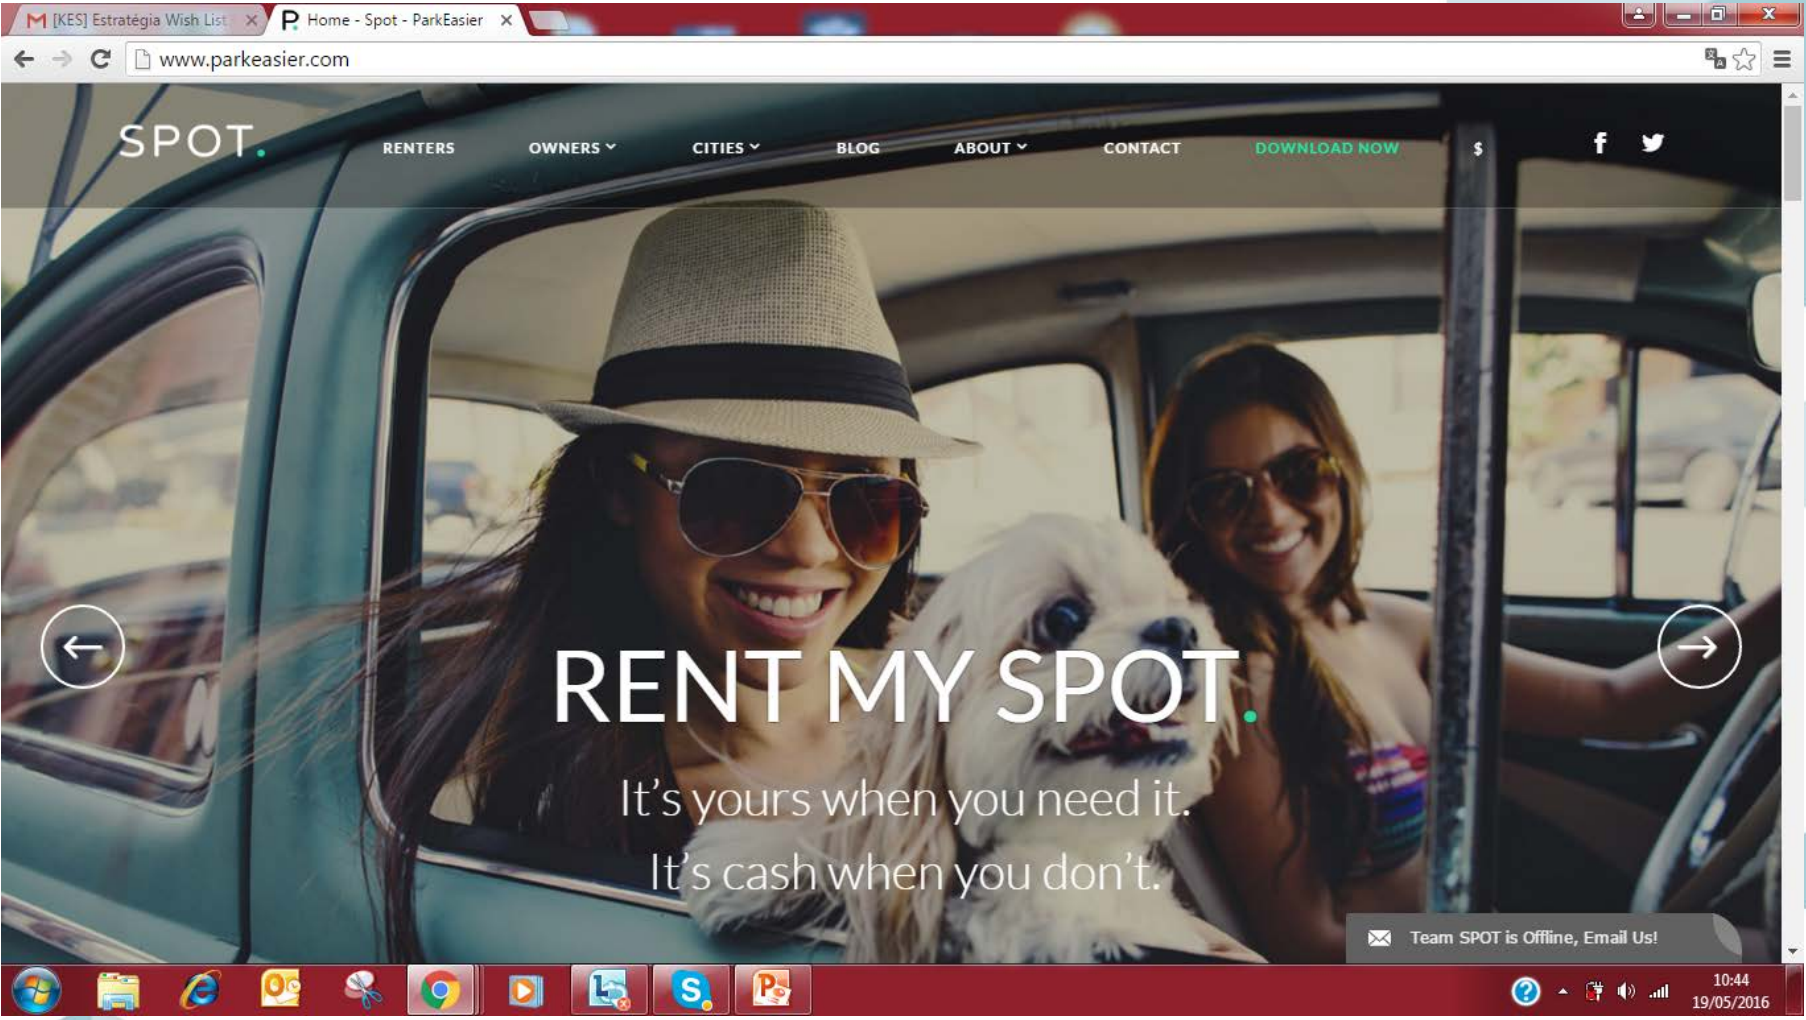 [KES] Estratégia Wish List
Home - Spot - ParkEasier
www.parkeasier.com
SPOT.
RENTERS
OWNERS
CITIES
BLOG
ABOUT
CONTACT
DOWNLOAD NOW
$
RENT MY SPOT.
It's yours when you need it.
It's cash when you don't.
Team SPOT is Offline, Email Us!
10:44
19/05/2016